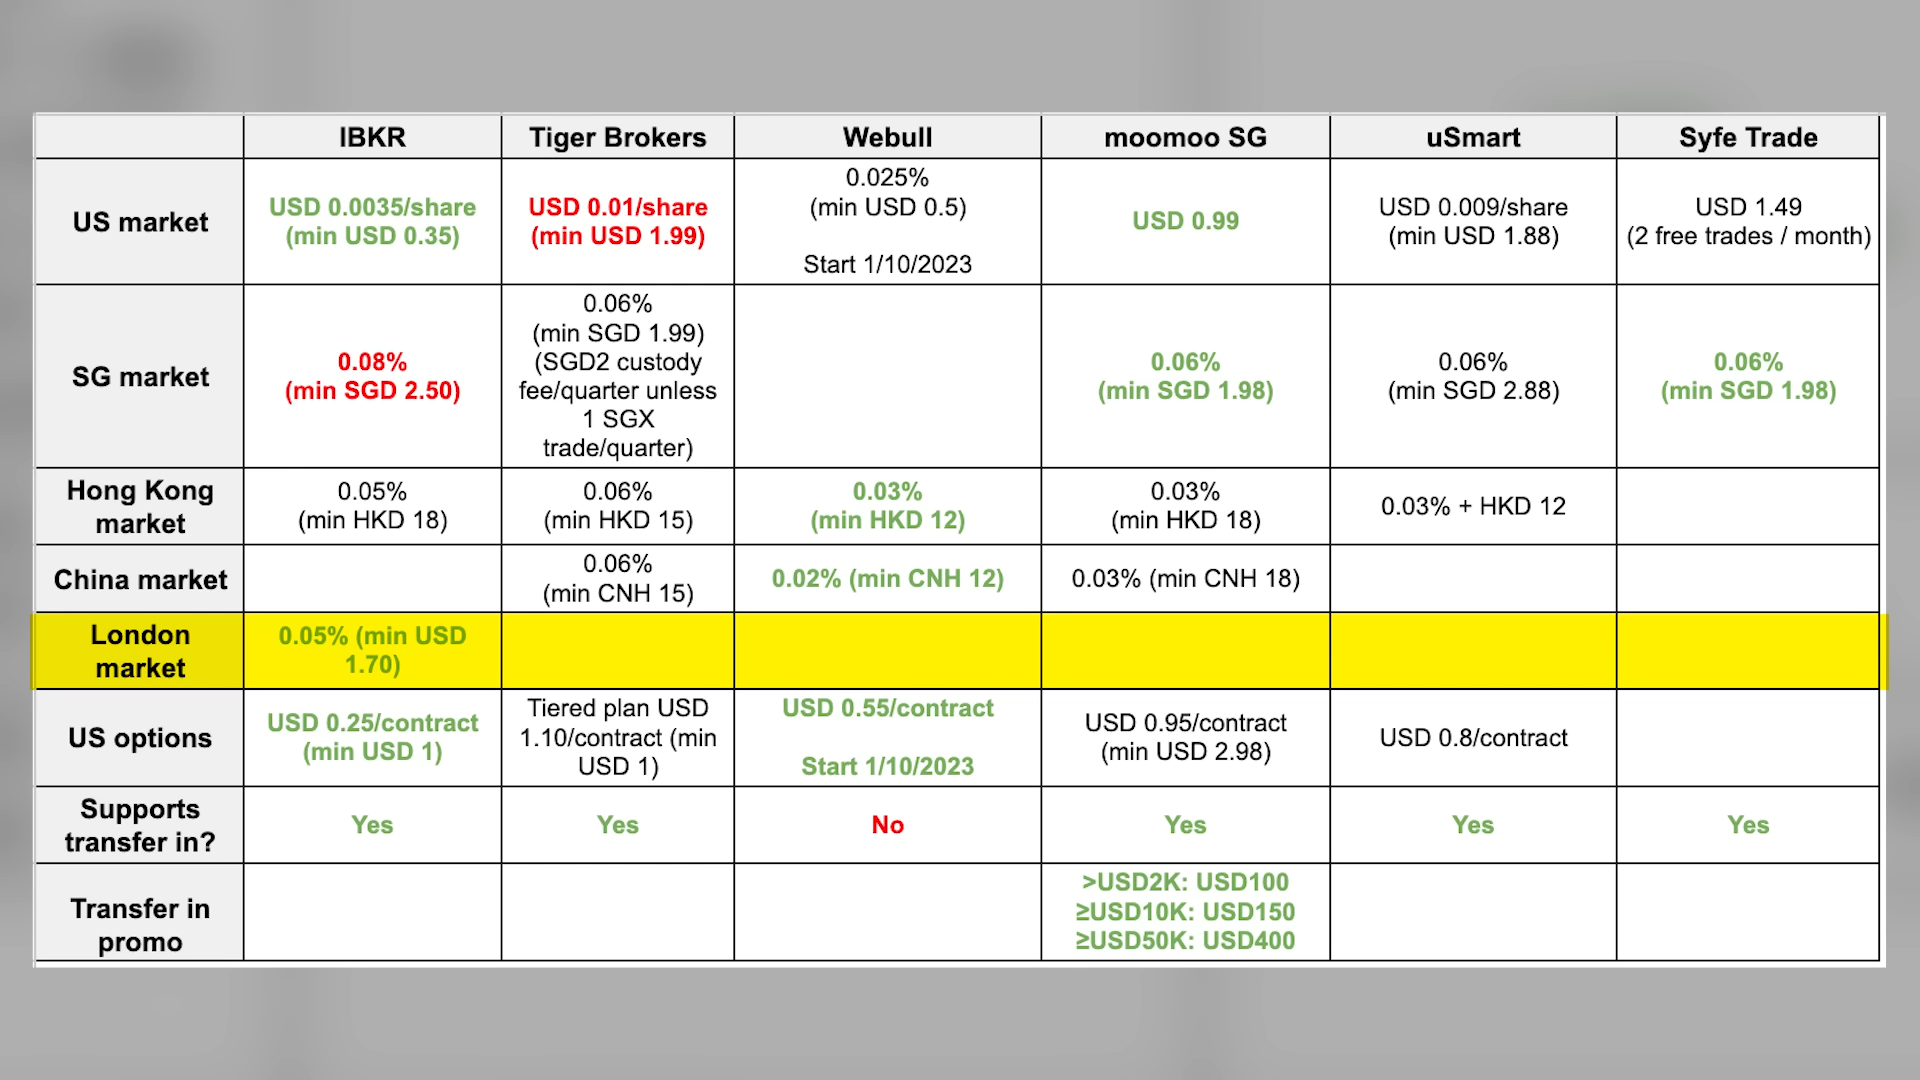 IBKR
Tiger Brokers
Webull
moomoo SG
uSmart
Syfe Trade
US market
USD 0.0035/share
(min USD 0.35)
USD 0.01/share
(min USD 1.99)
0.025%
(min USD 0.5)
Start 1/10/2023
USD 0.99
USD 0.009/share
(min USD 1.88)
USD 1.49
(2 free trades / month)
SG market
0.08%
(min SGD 2.50)
0.06%
(min SGD 1.99)
(SGD2 custody
fee/quarter unless
1 SGX
trade/quarter)
0.06%
(min SGD 1.98)
0.06%
(min SGD 2.88)
0.06%
(min SGD 1.98)
Hong Kong
market
0.05%
(min HKD 18)
0.06%
(min HKD 15)
0.03%
(min HKD 12)
0.03%
(min HKD 18)
0.03% + HKD 12
China market
0.06%
(min CNH 15)
0.02% (min CNH 12)
0.03% (min CNH 18)
London
market
0.05% (min USD
1.70)
US options
USD 0.25/contract
(min USD 1)
Tiered plan USD
1.10/contract (min
USD 1)
USD 0.55/contract
Start 1/10/2023
USD 0.95/contract
(min USD 2.98)
USD 0.8/contract
Supports
transfer in?
Yes
Yes
No
Yes
Yes
Yes
Transfer in
promo
>USD2K: USD100
≥USD10K: USD150
≥USD50K: USD400